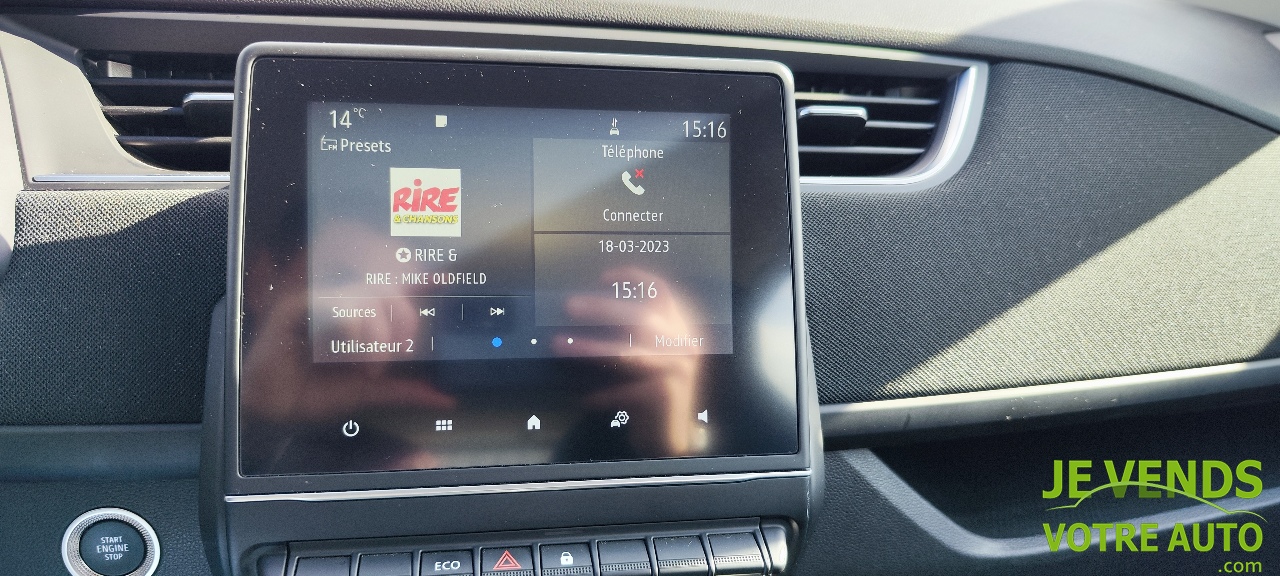 14°C
15:16
FM Presets
Téléphone
RIRE
& CHANSONS
Connecter
RIRE &
RIRE : MIKE OLDFIELD
18-03-2023
15:16
Sources
Utilisateur 2
Modifier
START
ENGINE
STOP
ECO
JE VENDS
VOTRE AUTO
.com